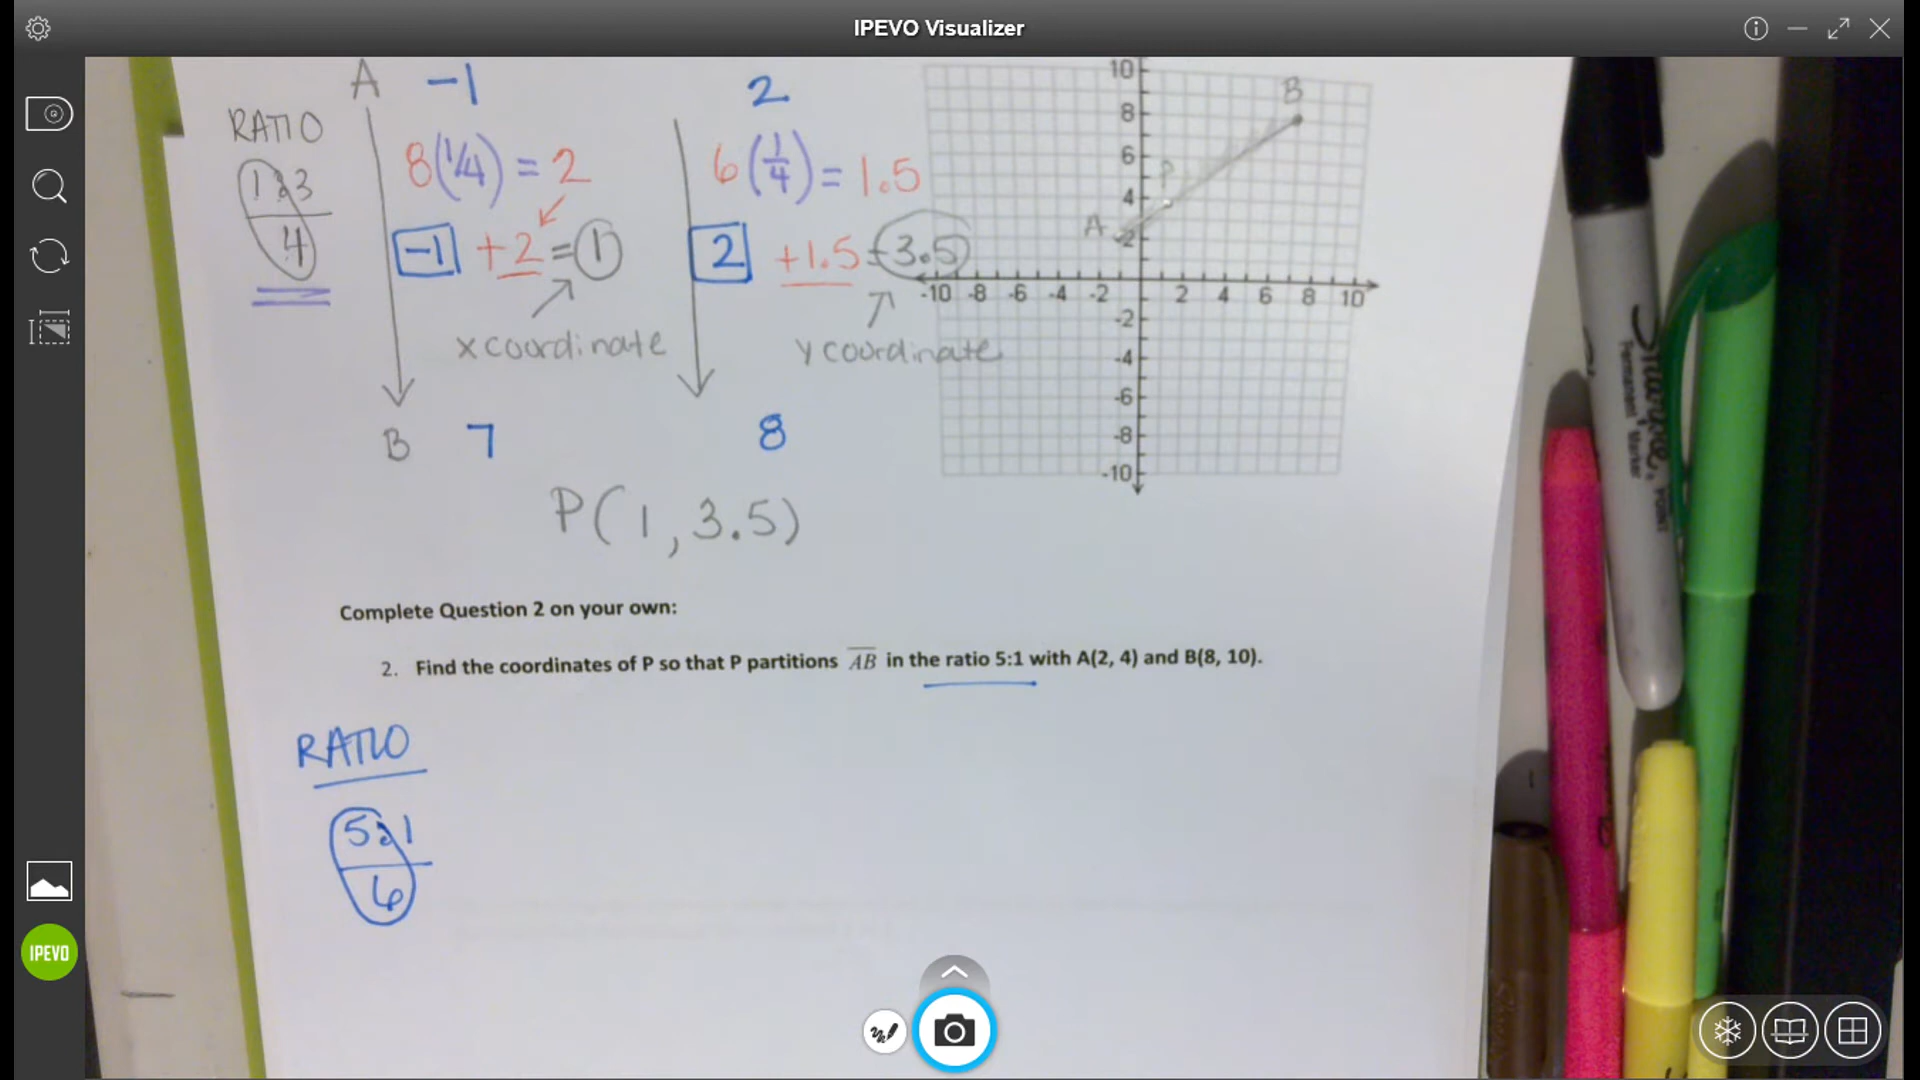 IPEVO Visualizer
A -1 2
RATIO
1:3
4
8(1/4) = 2
6(1/4) = 1.5
-1 +2 = 1
2 +1.5 = 3.5
x coordinate
y coordinate
B 7 8
P(1, 3.5)
10
8
6
4
2
-10 -8 -6 -4 -2 2 4 6 8 10
-2
-4
-6
-8
-10
A
P
B
Complete Question 2 on your own:
2. Find the coordinates of P so that P partitions AB in the ratio 5:1 with A(2, 4) and B(8, 10).
RATIO
5:1
6
Sharpie
Permanent Marker
IPEVO